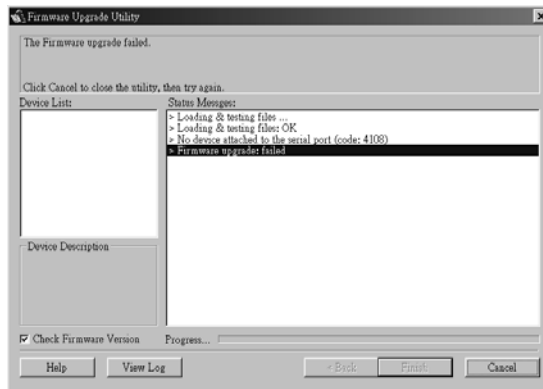 Firmware Upgrade Utility
The Firmware upgrade failed.
Click Cancel to close the utility, then try again.
Device List:
Status Messges:
> Loading & testing files ...
> Loading & testing files: OK
> No device attached to the serial port (code: 4108)
> Firmware upgrade: failed
Device Description
Check Firmware Version
Progress...
Help
View Log
< Back
Finish
Cancel